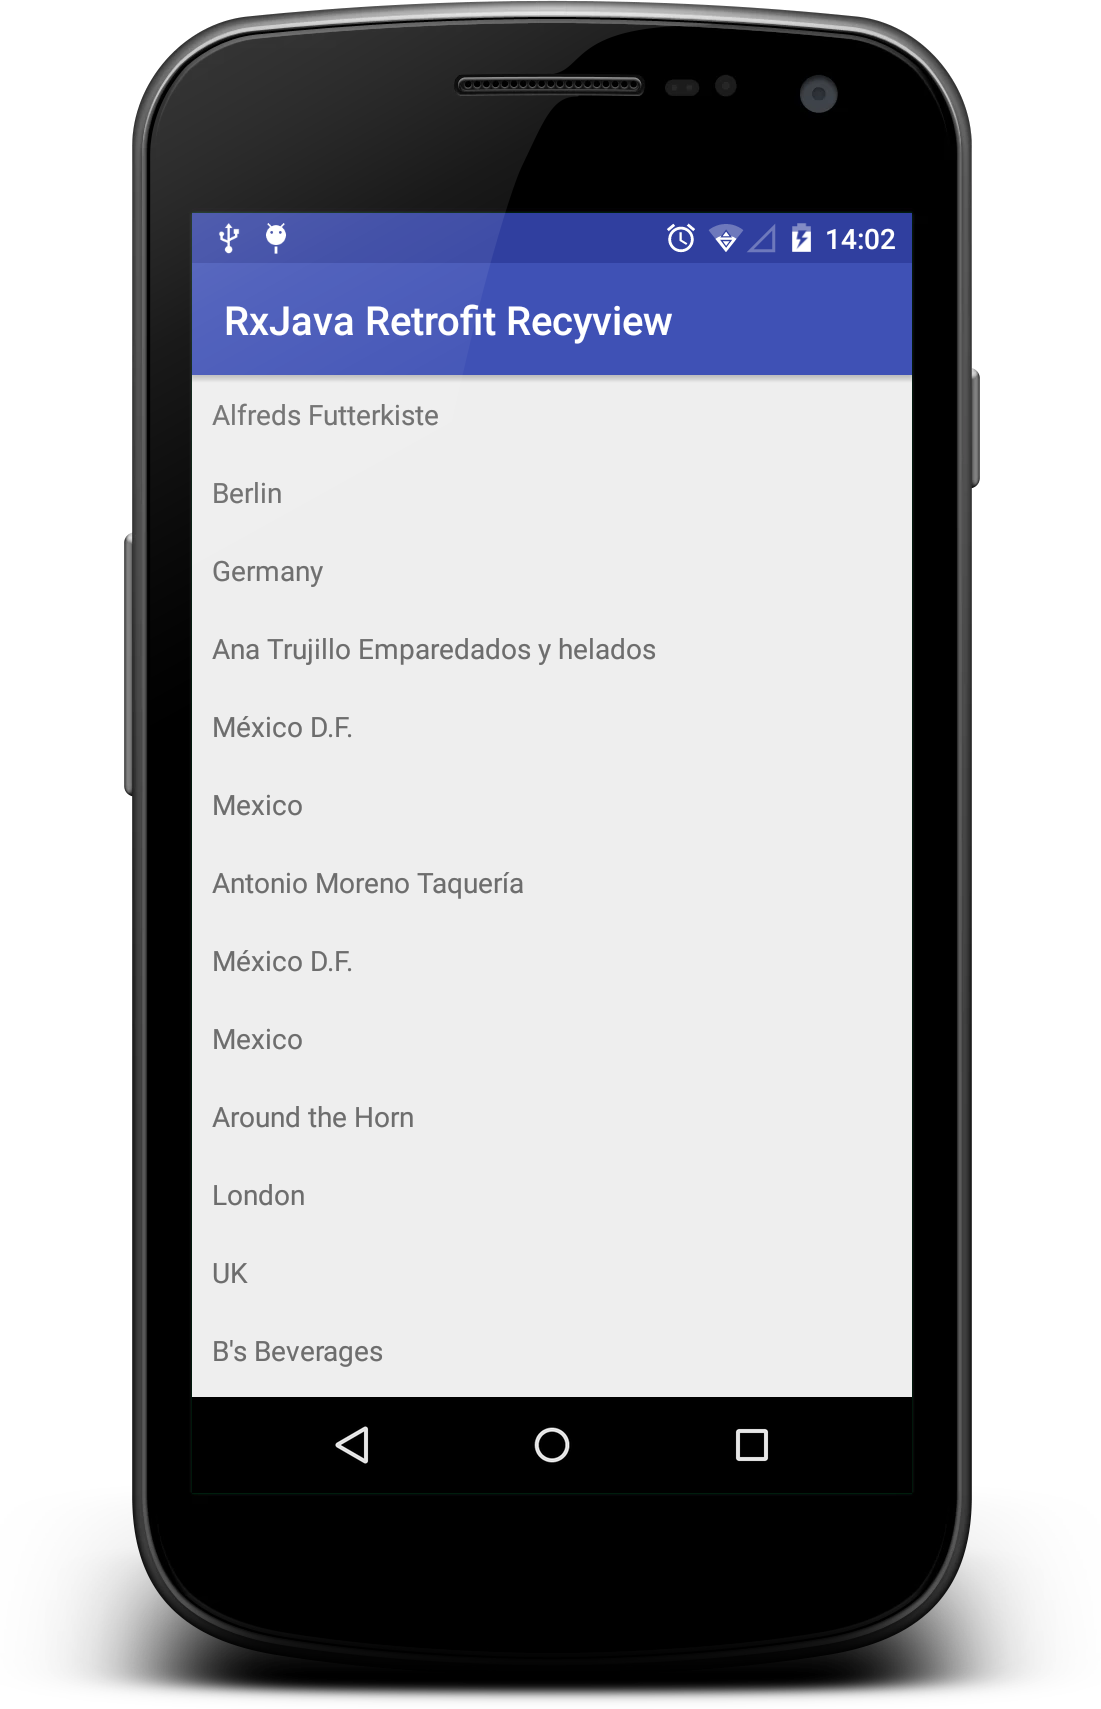 14:02
RxJava Retrofit Recyview
Alfreds Futterkiste
Berlin
Germany
Ana Trujillo Emparedados y helados
México D.F.
Mexico
Antonio Moreno Taquería
México D.F.
Mexico
Around the Horn
London
UK
B's Beverages